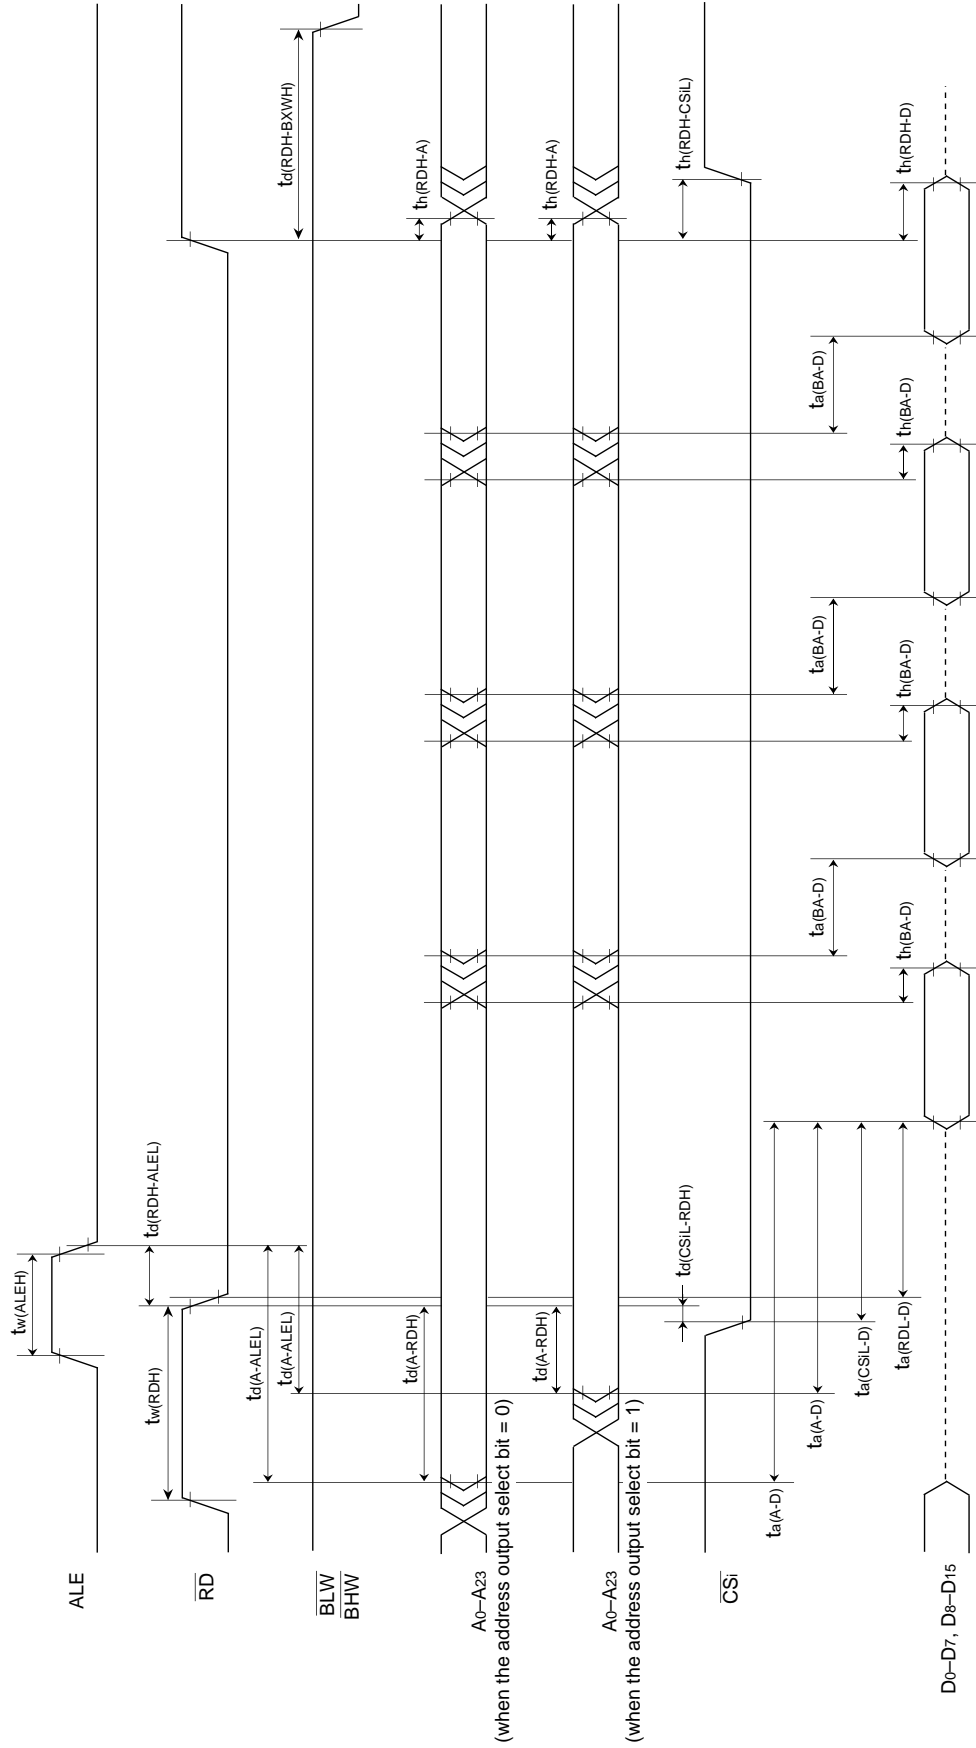 ALE
tw(ALEH)
td(RDH-ALEL)
RD
tw(RDH)
td(A-ALEL)
td(A-ALEL)
BLW
BHW
td(RDH-BXWH)
td(A-RDH)
th(RDH-A)
A0–A23
(when the address output select bit = 0)
td(A-RDH)
th(RDH-A)
A0–A23
(when the address output select bit = 1)
td(CSiL-RDH)
th(RDH-CSiL)
CSi
ta(A-D)
ta(A-D)
ta(BA-D)
ta(BA-D)
ta(BA-D)
ta(CSiL-D)
ta(RDL-D)
th(BA-D)
th(BA-D)
th(BA-D)
th(RDH-D)
D0–D7, D8–D15